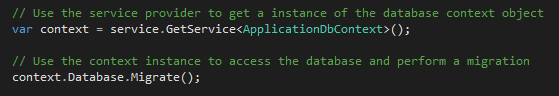 // Use the service provider to get a instance of the database context object
var context = service.GetService<ApplicationDbContext>();
// Use the context instance to access the database and perform a migration
context.Database.Migrate();